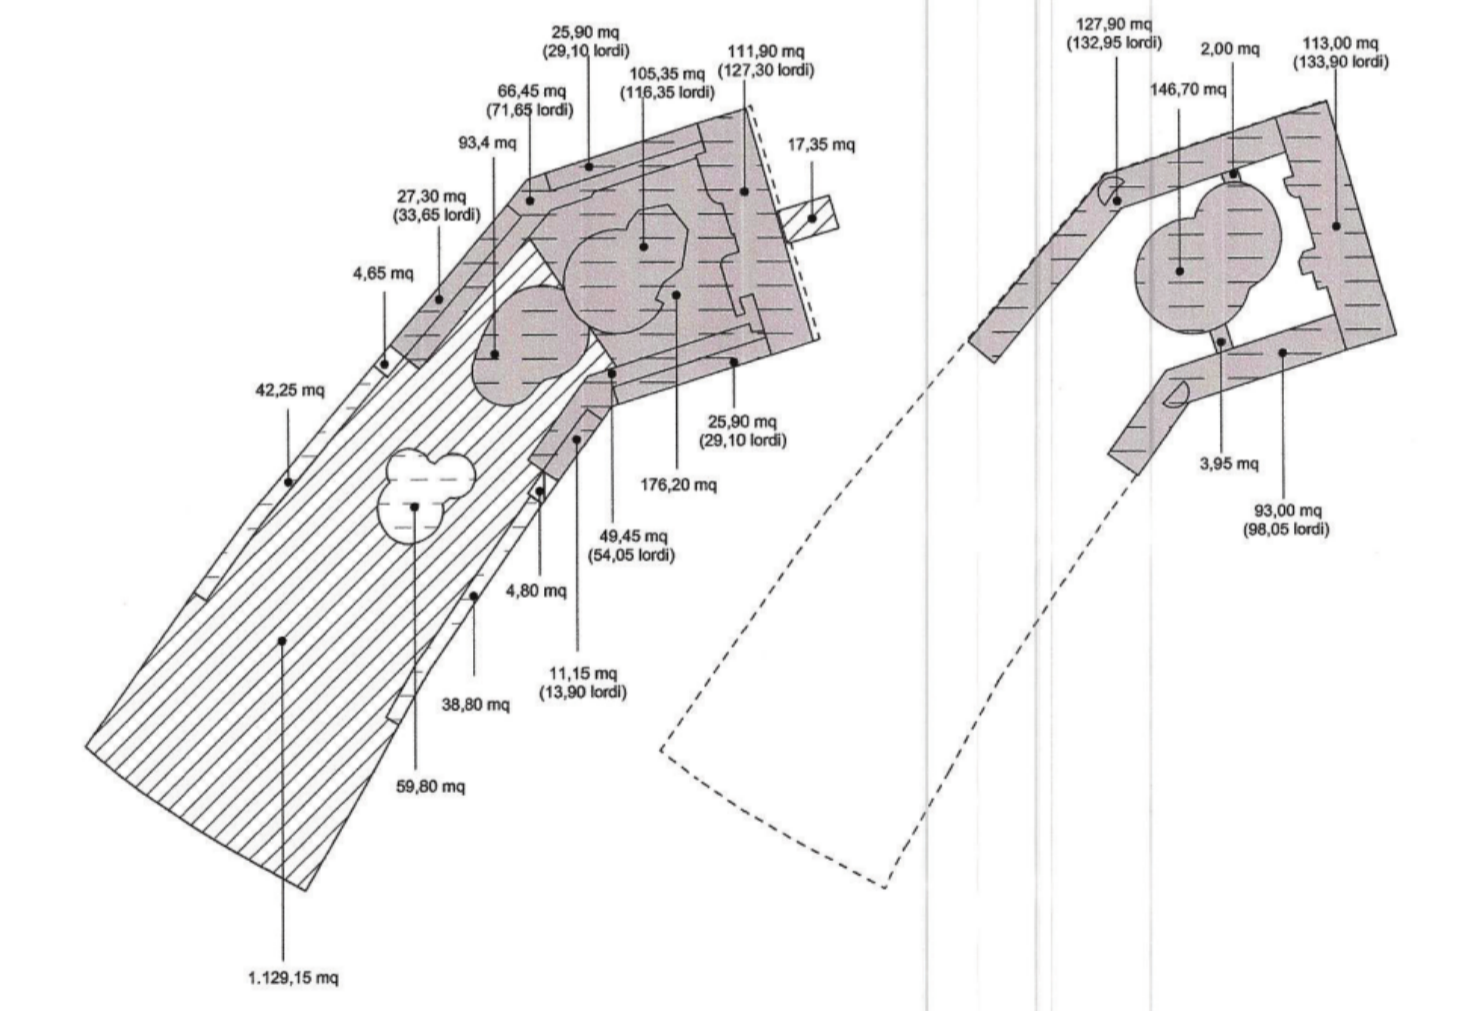 25,90 mq
(29,10 lordi)
111,90 mq
(127,30 lordi)
105,35 mq
(116,35 lordi)
66,45 mq
(71,65 lordi)
93,4 mq
17,35 mq
27,30 mq
(33,65 lordi)
4,65 mq
42,25 mq
25,90 mq
(29,10 lordi)
176,20 mq
49,45 mq
(54,05 lordi)
4,80 mq
11,15 mq
(13,90 lordi)
38,80 mq
59,80 mq
1.129,15 mq
127,90 mq
(132,95 lordi)
2,00 mq
113,00 mq
(133,90 lordi)
146,70 mq
3,95 mq
93,00 mq
(98,05 lordi)